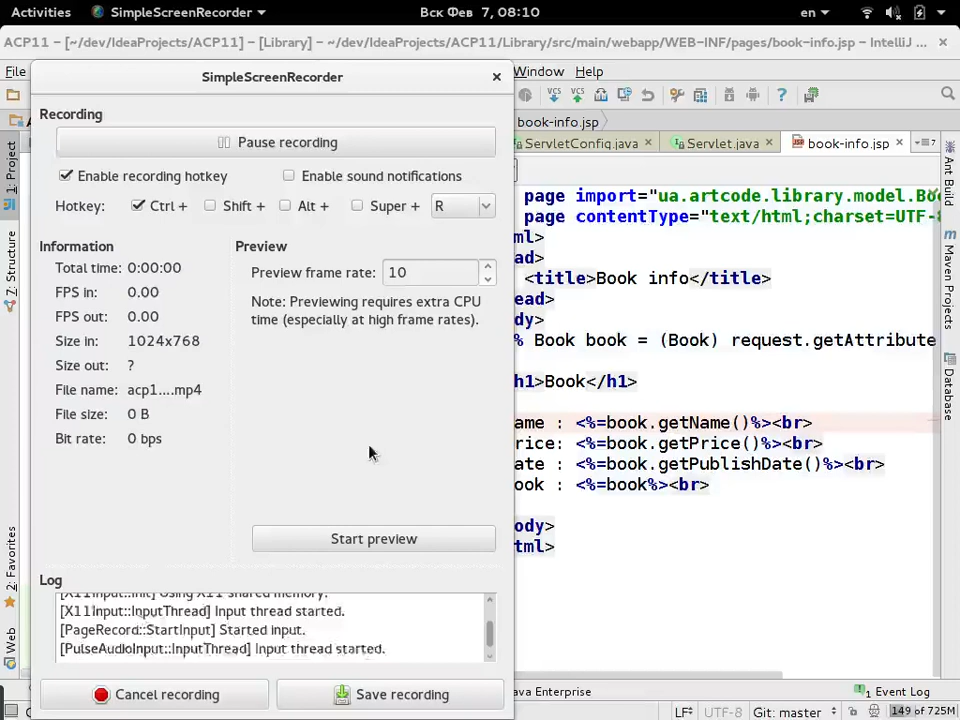 Activities SimpleScreenRecorder Вск Фев 7, 08:10 en
ACP11 – [~/dev/IdeaProjects/ACP11] – [Library] – ~/dev/IdeaProjects/ACP11/Library/src/main/webapp/WEB-INF/pages/book-info.jsp – IntelliJ
File SimpleScreenRecorder Window Help
Recording
book-info.jsp
Pause recording
ServletConfig.java Servlet.java book-info.jsp
Enable recording hotkey Enable sound notifications
Hotkey: Ctrl + Shift + Alt + Super + R
Information
Total time: 0:00:00
FPS in: 0.00
FPS out: 0.00
Size in: 1024x768
Size out: ?
File name: acp1....mp4
File size: 0 B
Bit rate: 0 bps
Preview
Preview frame rate: 10
Note: Previewing requires extra CPU
time (especially at high frame rates).
Start preview
Log
[X11Input::Init] Using X11 shared memory.
[X11Input::InputThread] Input thread started.
[PageRecord::StartInput] Started input.
[PulseAudioInput::InputThread] Input thread started.
Cancel recording Save recording
page import="ua.artcode.library.model.Bo
page contentType="text/html;charset=UTF-8
ml>
ad>
<title>Book info</title>
ead>
dy>
% Book book = (Book) request.getAttribute
h1>Book</h1>
ame : <%=book.getName()%><br>
rice: <%=book.getPrice()%><br>
ate : <%=book.getPublishDate()%><br>
ook : <%=book%><br>
ody>
tml>
1: Project
7: Structure
2: Favorites
Web
Ant Build
Maven Projects
Database
ava Enterprise 1 Event Log
LF UTF-8 Git: master 149 of 725M